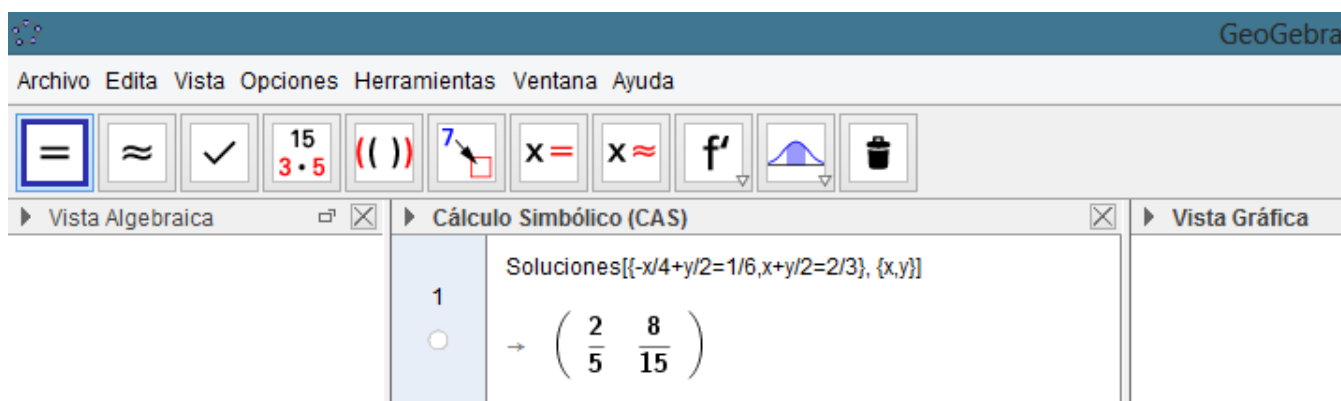 GeoGebra
Archivo Edita Vista Opciones Herramientas Ventana Ayuda
= ≈ ✓ 15 3·5 (( )) 7 x= x≈ f′
Vista Algebraica
Cálculo Simbólico (CAS)
Vista Gráfica
1
Soluciones[{-x/4+y/2=1/6,x+y/2=2/3}, {x,y}]
→ ( 2/5 8/15 )